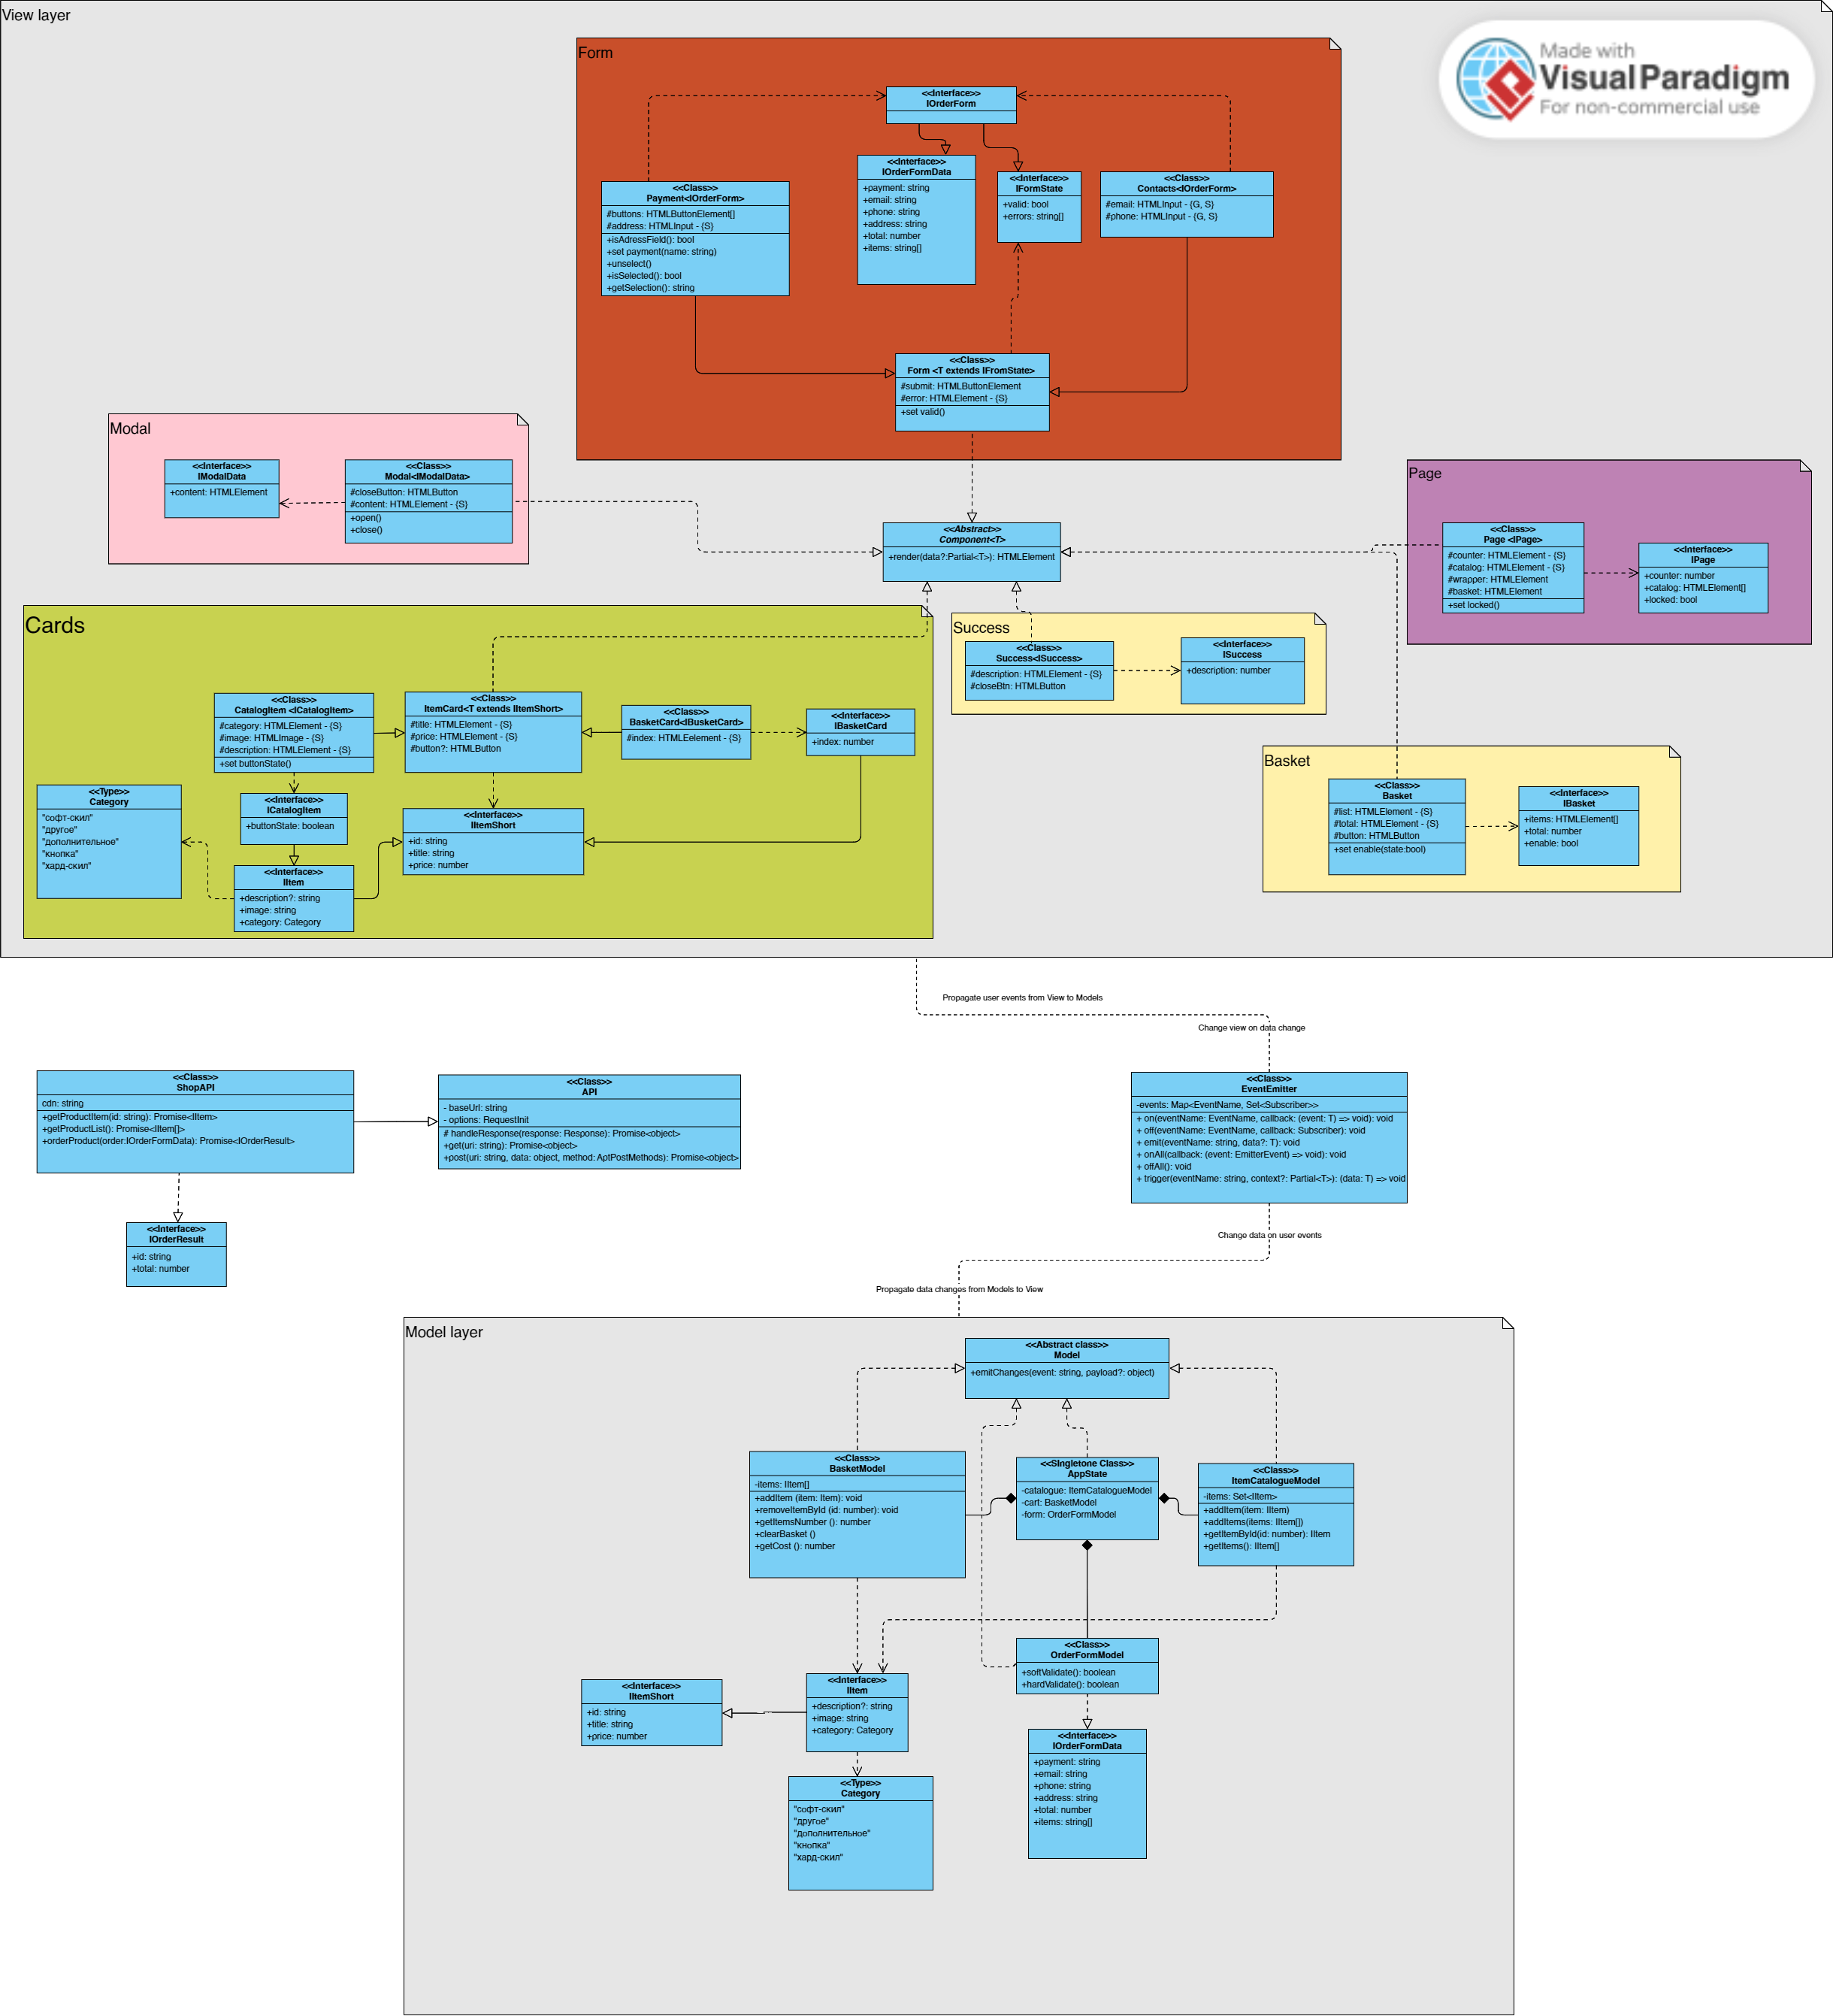 View layer
Made with
Visual Paradigm
For non-commercial use
Form
<<Interface>>
IOrderForm
<<Class>>
Payment<IOrderForm>
#buttons: HTMLButtonElement[]
#address: HTMLInput - {S}
+isAdressField(): bool
+set payment(name: string)
+unselect()
+isSelected(): bool
+getSelection(): string
<<Interface>>
IOrderFormData
+payment: string
+email: string
+phone: string
+address: string
+total: number
+items: string[]
<<Interface>>
IFormState
+valid: bool
+errors: string[]
<<Class>>
Contacts<IOrderForm>
#email: HTMLInput - {G, S}
#phone: HTMLInput - {G, S}
<<Class>>
Form <T extends IFromState>
#submit: HTMLButtonElement
#error: HTMLElement - {S}
+set valid()
Modal
<<Interface>>
IModalData
+content: HTMLElement
<<Class>>
Modal<IModalData>
#closeButton: HTMLButton
#content: HTMLElement - {S}
+open()
+close()
<<Abstract>>
Component<T>
+render(data?:Partial<T>): HTMLElement
Page
<<Class>>
Page <IPage>
#counter: HTMLElement - {S}
#catalog: HTMLElement - {S}
#wrapper: HTMLElement
#basket: HTMLElement
+set locked()
<<Interface>>
IPage
+counter: number
+catalog: HTMLElement[]
+locked: bool
Cards
<<Class>>
CatalogItem <ICatalogItem>
#category: HTMLElement - {S}
#image: HTMLImage - {S}
#description: HTMLElement - {S}
+set buttonState()
<<Class>>
ItemCard<T extends IItemShort>
#title: HTMLElement - {S}
#price: HTMLElement - {S}
#button?: HTMLButton
<<Class>>
BasketCard<IBusketCard>
#index: HTMLEelement - {S}
<<Interface>>
IBasketCard
+index: number
<<Type>>
Category
"софт-скил"
"другое"
"дополнительное"
"кнопка"
"хард-скил"
<<Interface>>
ICatalogItem
+buttonState: boolean
<<Interface>>
IItem
+description?: string
+image: string
+category: Category
<<Interface>>
IItemShort
+id: string
+title: string
+price: number
Success
<<Class>>
Success<ISuccess>
#description: HTMLElement - {S}
#closeBtn: HTMLButton
<<Interface>>
ISuccess
+description: number
Basket
<<Class>>
Basket
#list: HTMLElement - {S}
#total: HTMLElement - {S}
#button: HTMLButton
+set enable(state:bool)
<<Interface>>
IBasket
+items: HTMLElement[]
+total: number
+enable: bool
Propagate user events from View to Models
Change view on data change
<<Class>>
ShopAPI
cdn: string
+getProductItem(id: string): Promise<IItem>
+getProductList(): Promise<IItem[]>
+orderProduct(order:IOrderFormData): Promise<IOrderResult>
<<Class>>
API
- baseUrl: string
- options: RequestInit
# handleResponse(response: Response): Promise<object>
+get(uri: string): Promise<object>
+post(uri: string, data: object, method: AptPostMethods): Promise<object>
<<Class>>
EventEmitter
-events: Map<EventName, Set<Subscriber>>
+ on(eventName: EventName, callback: (event: T) => void): void
+ off(eventName: EventName, callback: Subscriber): void
+ emit(eventName: string, data?: T): void
+ onAll(callback: (event: EmitterEvent) => void): void
+ offAll(): void
+ trigger(eventName: string, context?: Partial<T>): (data: T) => void
<<Interface>>
IOrderResult
+id: string
+total: number
Change data on user events
Propagate data changes from Models to View
Model layer
<<Abstract class>>
Model
+emitChanges(event: string, payload?: object)
<<Class>>
BasketModel
-items: IItem[]
+addItem (item: Item): void
+removeItemById (id: number): void
+getItemsNumber (): number
+clearBasket ()
+getCost (): number
<<SIngletone Class>>
AppState
-catalogue: ItemCatalogueModel
-cart: BasketModel
-form: OrderFormModel
<<Class>>
ItemCatalogueModel
-items: Set<IItem>
+addItem(item: IItem)
+addItems(items: IItem[])
+getItemById(id: number): IItem
+getItems(): IItem[]
<<Class>>
OrderFormModel
+softValidate(): boolean
+hardValidate(): boolean
<<Interface>>
IItemShort
+id: string
+title: string
+price: number
<<Interface>>
IItem
+description?: string
+image: string
+category: Category
<<Interface>>
IOrderFormData
+payment: string
+email: string
+phone: string
+address: string
+total: number
+items: string[]
<<Type>>
Category
"софт-скил"
"другое"
"дополнительное"
"кнопка"
"хард-скил"